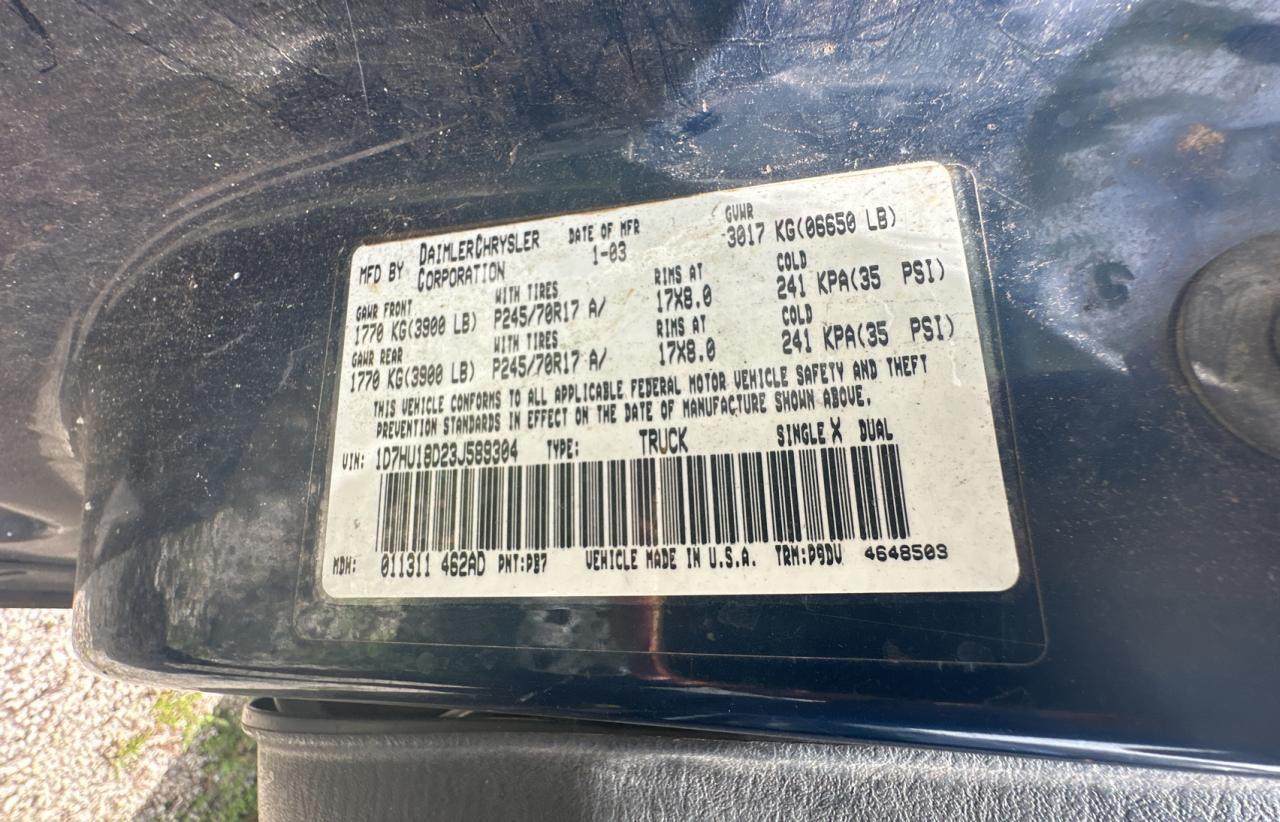 MFD BY DAIMLERCHRYSLER CORPORATION DATE OF MFR 1-03 GVWR 3017 KG(06650 LB)
GAWR FRONT WITH TIRES RIMS AT COLD
1770 KG(3900 LB) P245/70R17 A/ 17X8.0 241 KPA(35 PSI)
GAWR REAR WITH TIRES RIMS AT COLD
1770 KG(3900 LB) P245/70R17 A/ 17X8.0 241 KPA(35 PSI)
THIS VEHICLE CONFORMS TO ALL APPLICABLE FEDERAL MOTOR VEHICLE SAFETY AND THEFT
PREVENTION STANDARDS IN EFFECT ON THE DATE OF MANUFACTURE SHOWN ABOVE.
VIN: 1D7HU18D23J589304 TYPE: TRUCK SINGLE X DUAL
MDH: 011311 462AD PNT:PB7 VEHICLE MADE IN U.S.A. TRM:D9DV 4648503